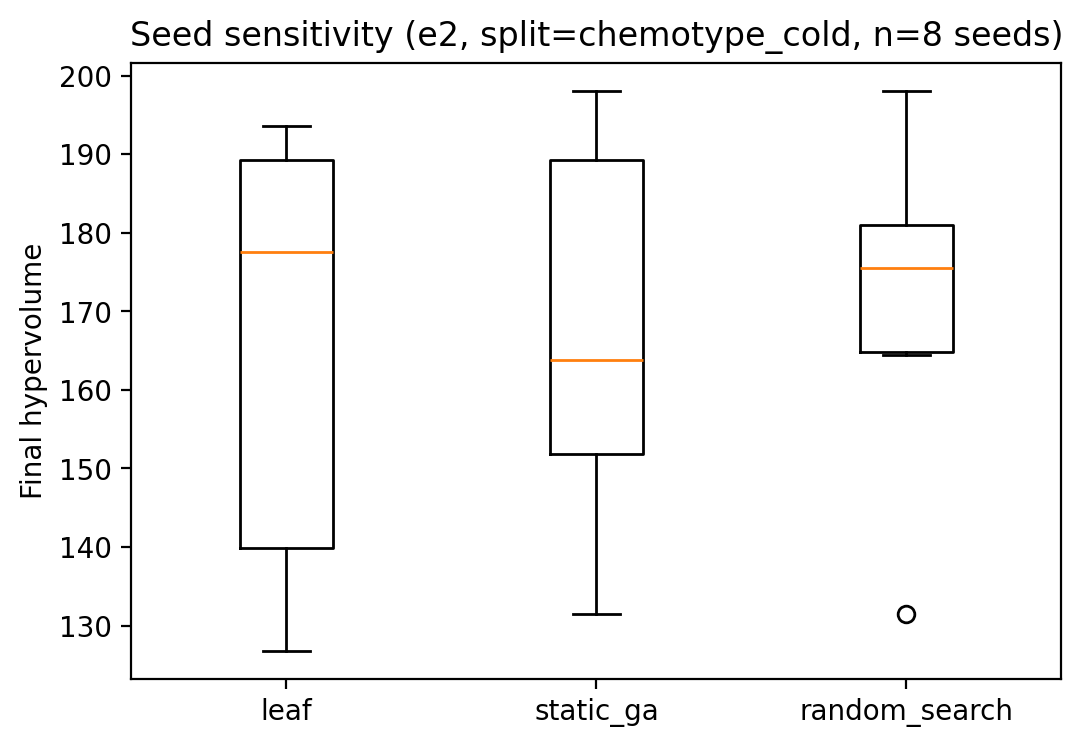 Seed sensitivity (e2, split=chemotype_cold, n=8 seeds)
Final hypervolume
200
190
180
170
160
150
140
130
leaf
static_ga
random_search